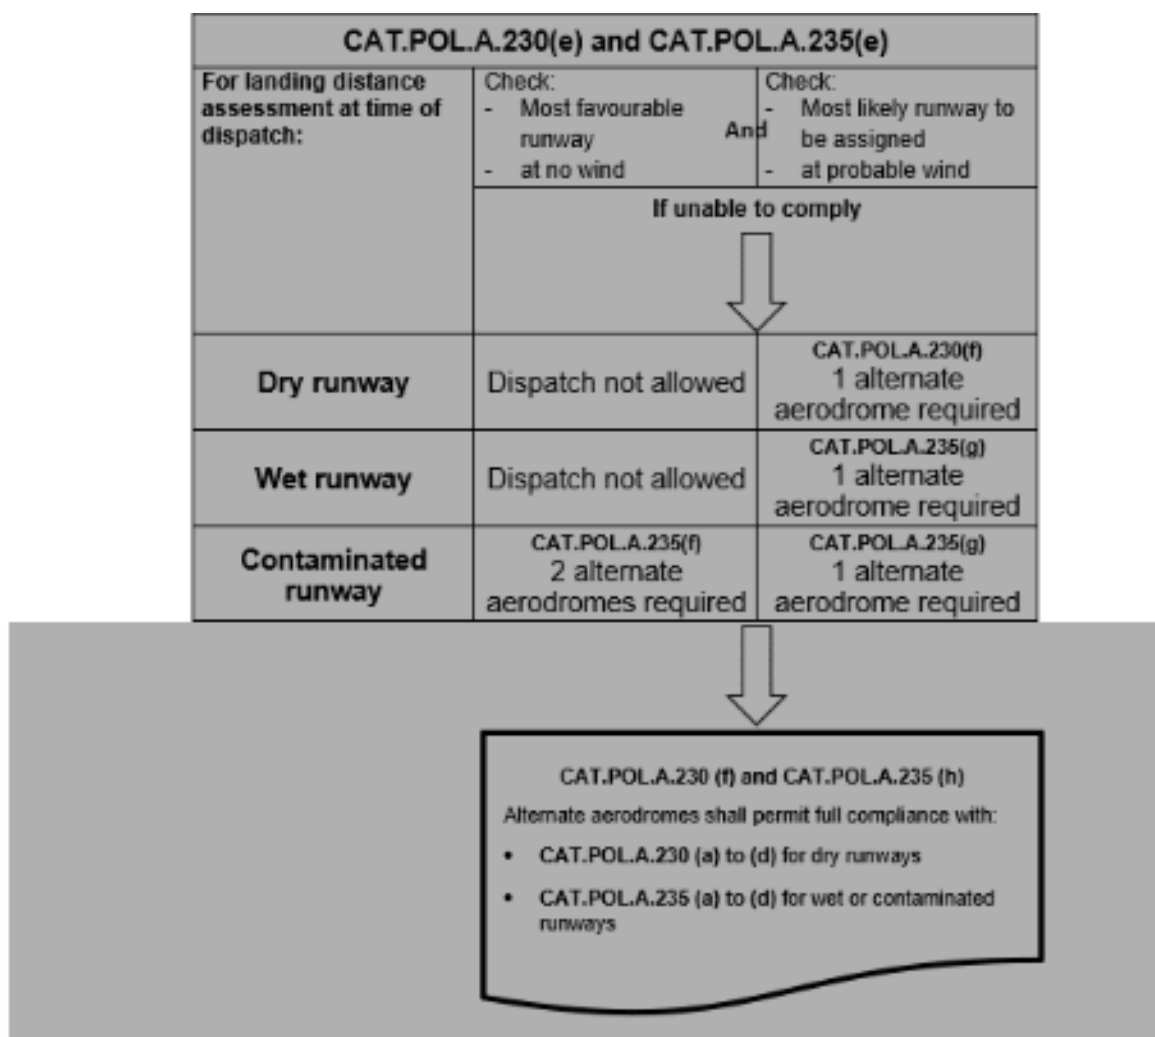 CAT.POL.A.230(e) and CAT.POL.A.235(e)
For landing distance
assessment at time of
dispatch:
Check:
- Most favourable
runway
- at no wind
And
Check:
- Most likely runway to
be assigned
- at probable wind
If unable to comply
Dry runway
Dispatch not allowed
CAT.POL.A.230(f)
1 alternate
aerodrome required
Wet runway
Dispatch not allowed
CAT.POL.A.235(g)
1 alternate
aerodrome required
Contaminated
runway
CAT.POL.A.235(f)
2 alternate
aerodromes required
CAT.POL.A.235(g)
1 alternate
aerodrome required
CAT.POL.A.230 (f) and CAT.POL.A.235 (h)
Alternate aerodromes shall permit full compliance with:
• CAT.POL.A.230 (a) to (d) for dry runways
• CAT.POL.A.235 (a) to (d) for wet or contaminated
runways